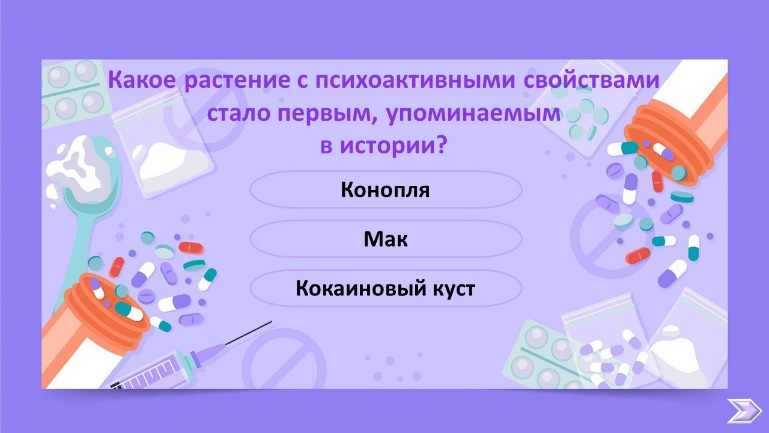 Какое растение с психоактивными свойствами
стало первым, упоминаемым
в истории?
Конопля
Мак
Кокаиновый куст